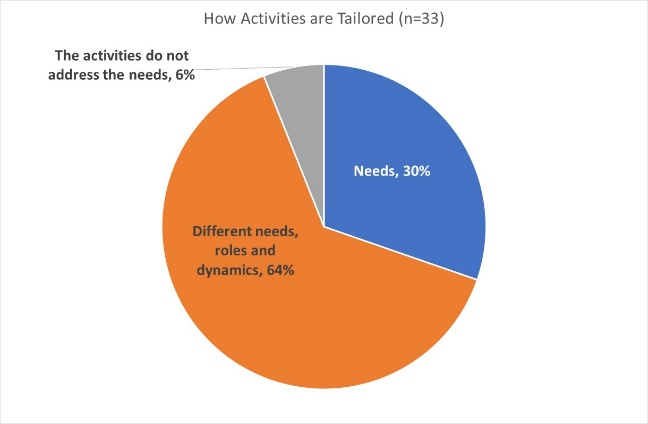 How Activities are Tailored (n=33)
The activities do not
address the needs, 6%
Needs, 30%
Different needs,
roles and
dynamics, 64%